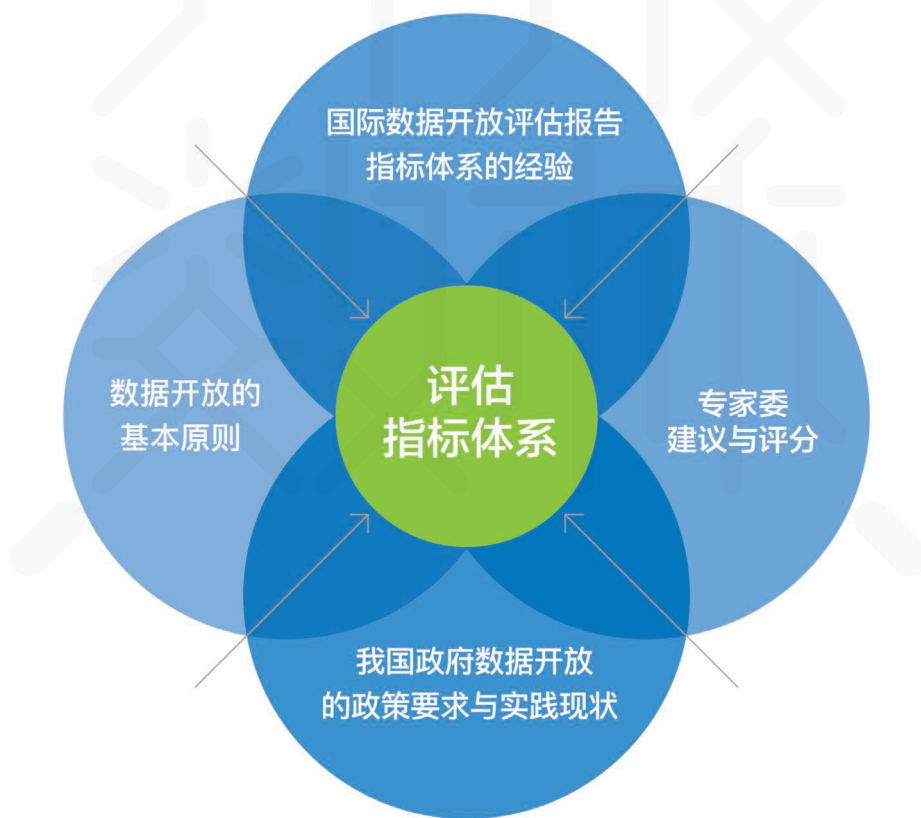 国际数据开放评估报告
指标体系的经验
数据开放的
基本原则
评估
指标体系
专家委
建议与评分
我国政府数据开放
的政策要求与实践现状